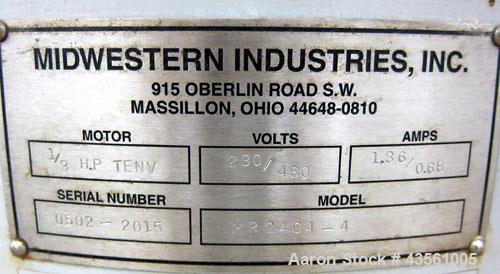 MIDWESTERN INDUSTRIES, INC.
915 OBERLIN ROAD S.W.
MASSILLON, OHIO 44648-0810
MOTOR VOLTS AMPS
1/3 H.P TENV 230/460 1.36/0.68
SERIAL NUMBER MODEL
0502-2015
Aaron Stock # 43561005